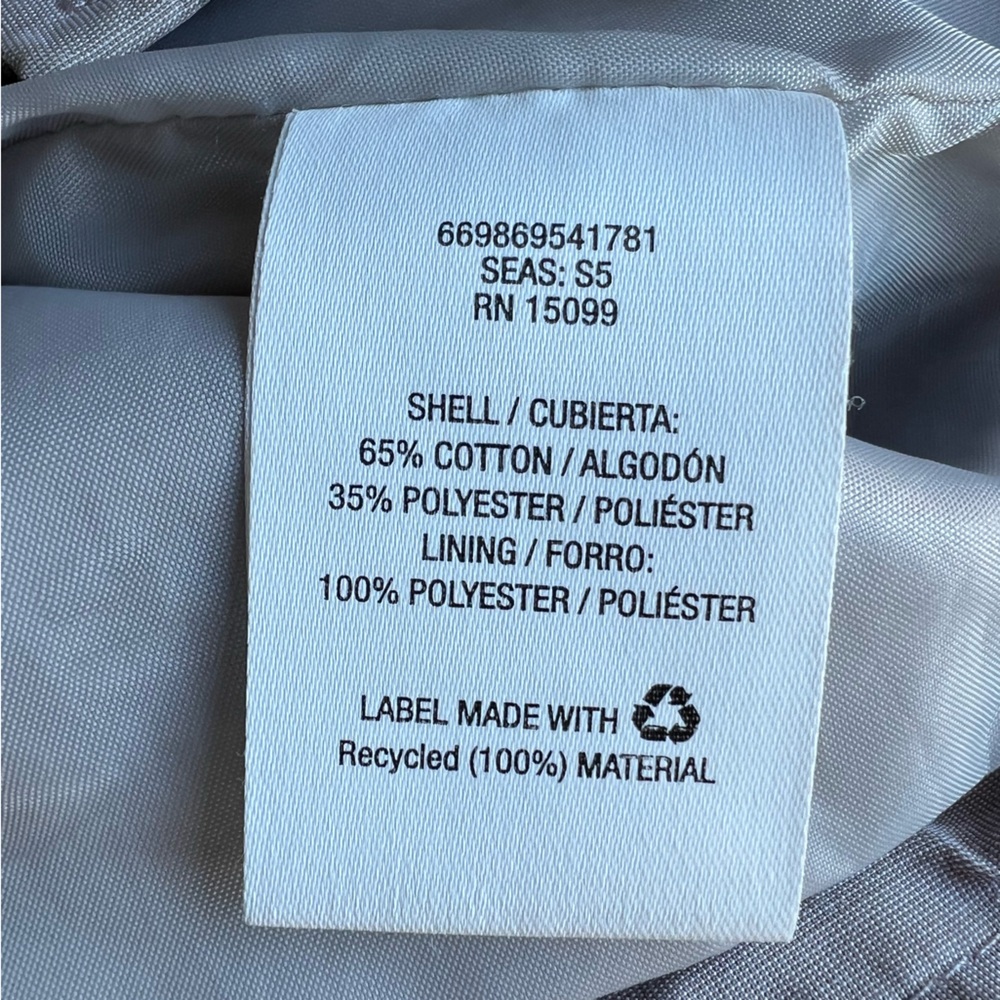 669869541781
SEAS: S5
RN 15099
SHELL / CUBIERTA:
65% COTTON / ALGODÓN
35% POLYESTER / POLIÉSTER
LINING / FORRO:
100% POLYESTER / POLIÉSTER
LABEL MADE WITH
Recycled (100%) MATERIAL